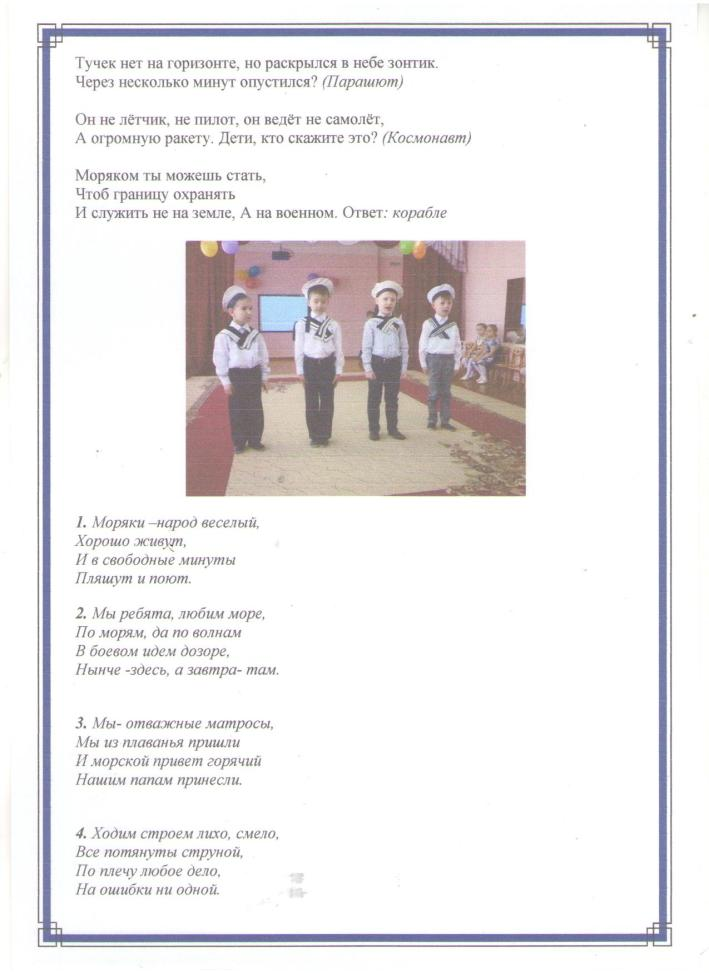 Тучек нет на горизонте, но раскрылся в небе зонтик.
Через несколько минут опустился? (Парашют)
Он не лётчик, не пилот, он ведёт не самолёт,
А огромную ракету. Дети, кто скажите это? (Космонавт)
Моряком ты можешь стать,
Чтоб границу охранять
И служить не на земле, А на военном. Ответ: корабле
1. Моряки –народ веселый,
Хорошо живут,
И в свободные минуты
Пляшут и поют.
2. Мы ребята, любим море,
По морям, да по волнам
В боевом идем дозоре,
Нынче -здесь, а завтра- там.
3. Мы- отважные матросы,
Мы из плаванья пришли
И морской привет горячий
Нашим папам принесли.
4. Ходим строем лихо, смело,
Все потянуты струной,
По плечу любое дело,
На ошибки ни одной.